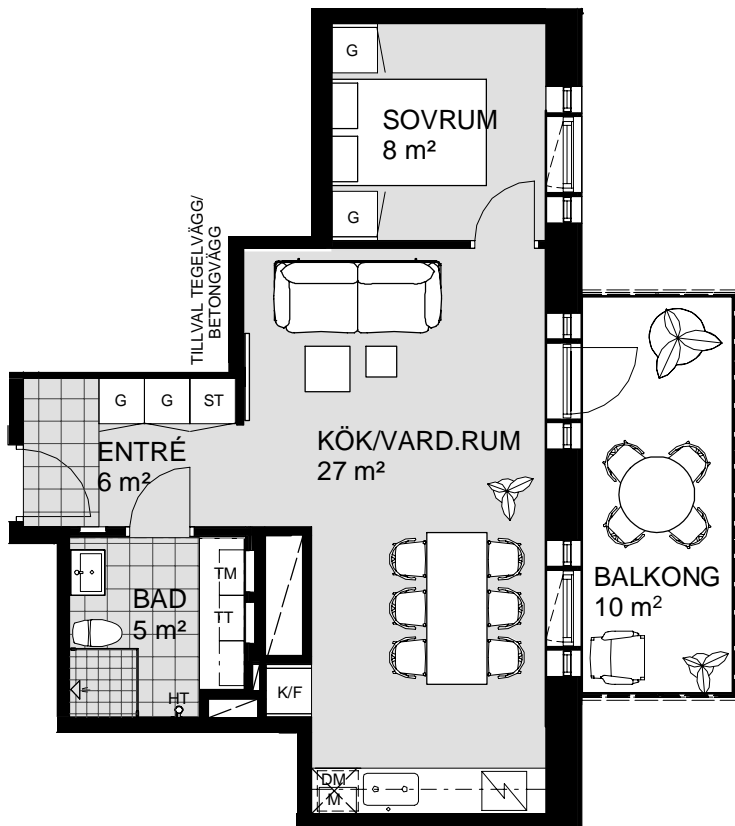 G
SOVRUM
8 m²
G
TILLVAL TEGELVÄGG/
BETONGVÄGG
G G ST
ENTRÉ
6 m²
KÖK/VARD.RUM
27 m²
BAD
5 m²
TM
TT
HT
K/F
BALKONG
10 m²
DM
M